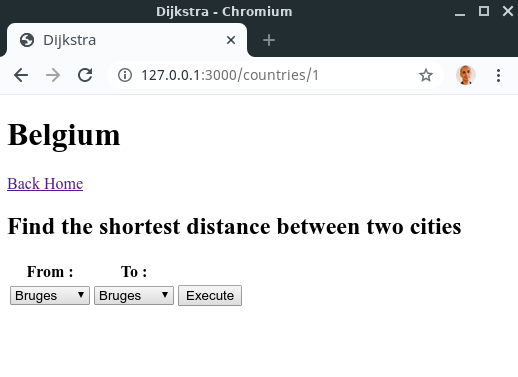 Dijkstra - Chromium
Dijkstra
127.0.0.1:3000/countries/1
Belgium
Back Home
Find the shortest distance between two cities
From : To :
Bruges Bruges Execute